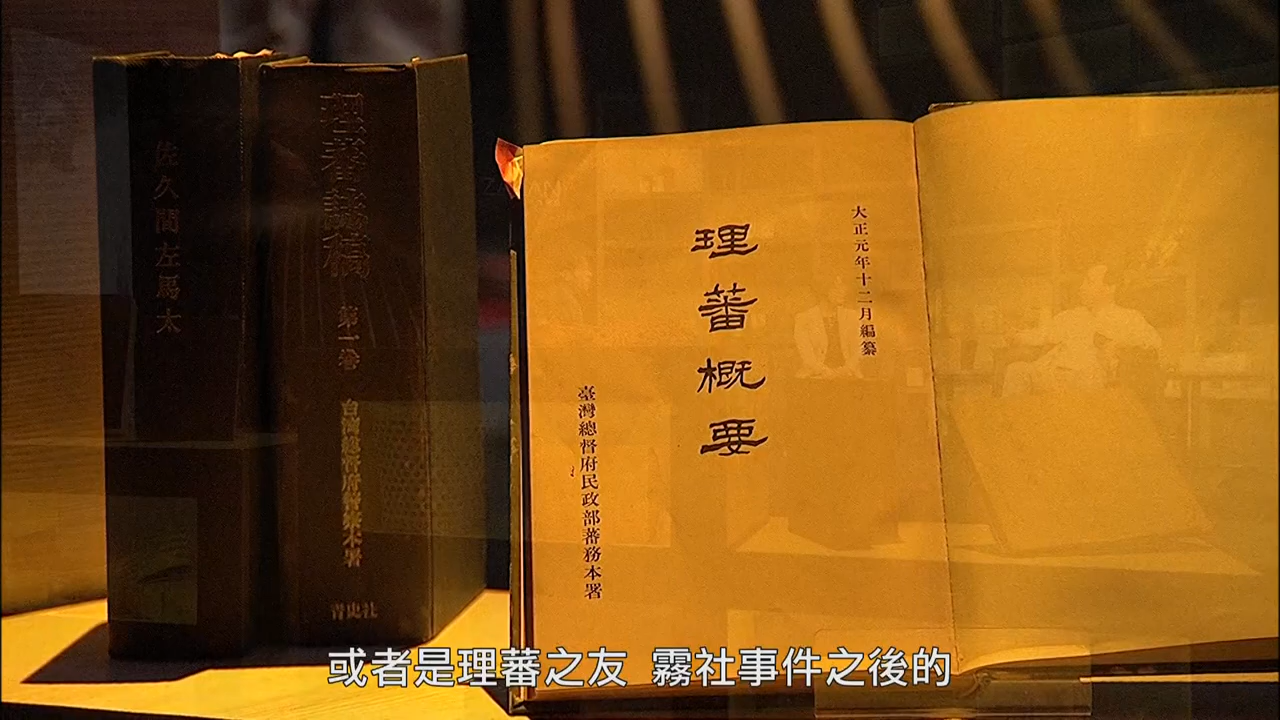 大正元年十二月編纂
理蕃概要
臺灣總督府民政部蕃務本署
理蕃誌稿
第一卷
台湾総督府警察本署
青史社
佐久間左馬太
或者是理蕃之友 霧社事件之後的